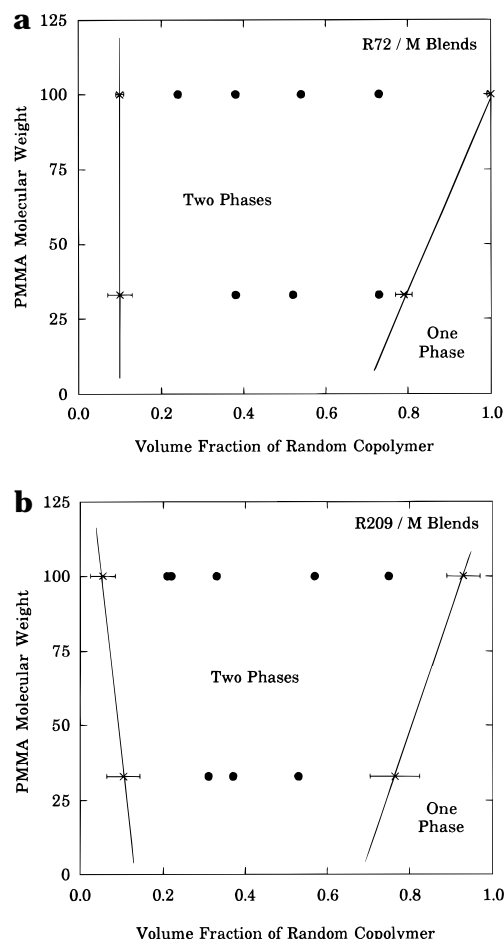 a
125
R72 / M Blends
100
75
Two Phases
50
25
One
Phase
0
0.0 0.2 0.4 0.6 0.8 1.0
PMMA Molecular Weight
Volume Fraction of Random Copolymer
b
125
R209 / M Blends
100
75
Two Phases
50
25
One
Phase
0
0.0 0.2 0.4 0.6 0.8 1.0
PMMA Molecular Weight
Volume Fraction of Random Copolymer